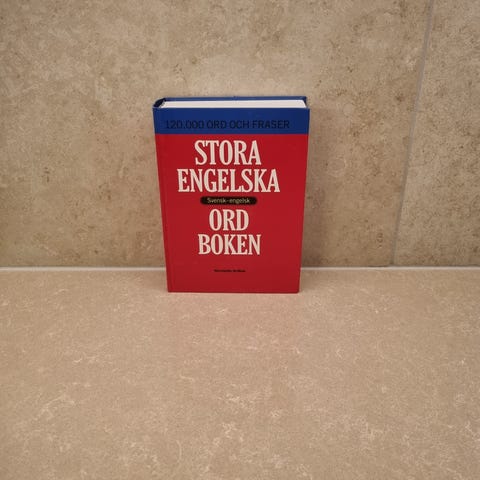 120.000 ORD OCH FRASER
STORA
ENGELSKA
Svensk-engelsk
ORD
BOKEN